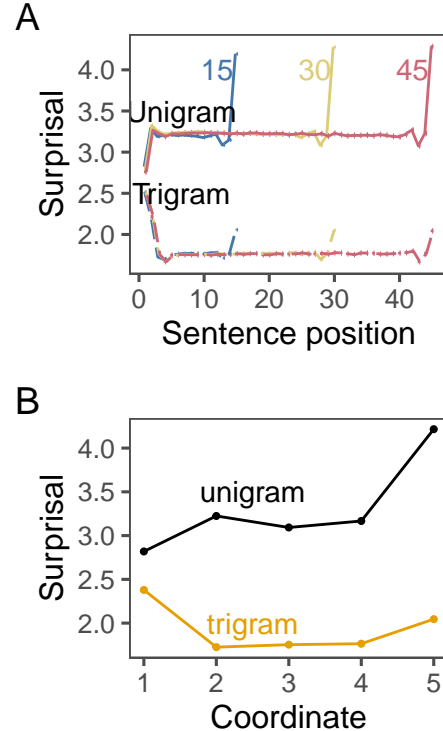 A
4.0
3.5
3.0
2.5
2.0
Surprisal
15 30 45
Unigram
Trigram
0 10 20 30 40
Sentence position
B
4.0
3.5
3.0
2.5
2.0
Surprisal
unigram
trigram
1 2 3 4 5
Coordinate